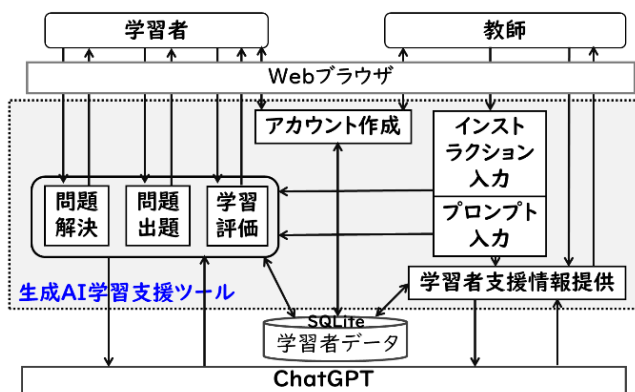 学習者
教師
Webブラウザ
アカウント作成
インスト
ラクション
入力
プロンプト
入力
問題
解決
問題
出題
学習
評価
生成AI学習支援ツール
学習者支援情報提供
SQLite
学習者データ
ChatGPT